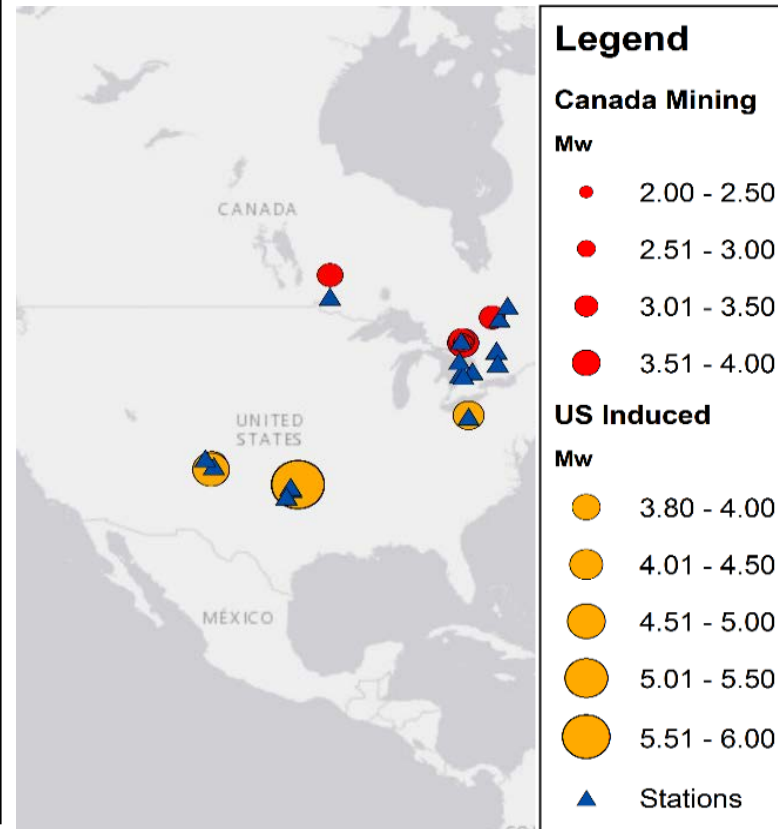 CANADA
UNITED
STATES
MÉXICO
Legend
Canada Mining
Mw
2.00 - 2.50
2.51 - 3.00
3.01 - 3.50
3.51 - 4.00
US Induced
Mw
3.80 - 4.00
4.01 - 4.50
4.51 - 5.00
5.01 - 5.50
5.51 - 6.00
Stations